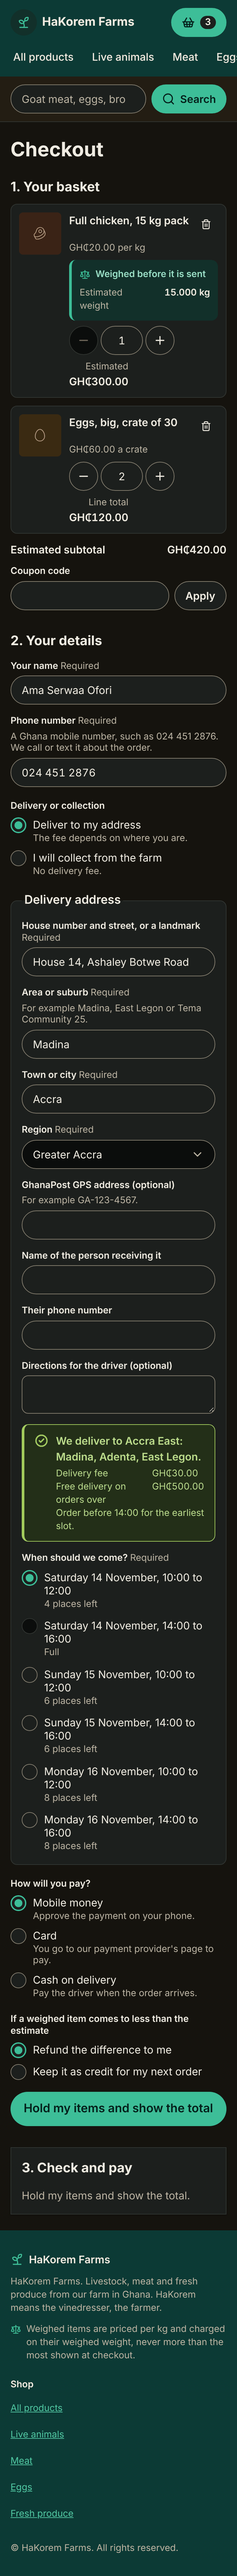 HaKorem Farms
3
All products Live animals Meat Eggs
Goat meat, eggs, bro
Search
Checkout
1. Your basket
Full chicken, 15 kg pack
GH₵20.00 per kg
Weighed before it is sent
Estimated weight 15.000 kg
1
Estimated
GH₵300.00
Eggs, big, crate of 30
GH₵60.00 a crate
2
Line total
GH₵120.00
Estimated subtotal GH₵420.00
Coupon code
Apply
2. Your details
Your name Required
Ama Serwaa Ofori
Phone number Required
A Ghana mobile number, such as 024 451 2876.
We call or text it about the order.
024 451 2876
Delivery or collection
Deliver to my address
The fee depends on where you are.
I will collect from the farm
No delivery fee.
Delivery address
House number and street, or a landmark
Required
House 14, Ashaley Botwe Road
Area or suburb Required
For example Madina, East Legon or Tema
Community 25.
Madina
Town or city Required
Accra
Region Required
Greater Accra
GhanaPost GPS address (optional)
For example GA-123-4567.
Name of the person receiving it
Their phone number
Directions for the driver (optional)
We deliver to Accra East:
Madina, Adenta, East Legon.
Delivery fee GH₵30.00
Free delivery on orders over GH₵500.00
Order before 14:00 for the earliest
slot.
When should we come? Required
Saturday 14 November, 10:00 to
12:00
4 places left
Saturday 14 November, 14:00 to
16:00
Full
Sunday 15 November, 10:00 to
12:00
6 places left
Sunday 15 November, 14:00 to
16:00
6 places left
Monday 16 November, 10:00 to
12:00
8 places left
Monday 16 November, 14:00 to
16:00
8 places left
How will you pay?
Mobile money
Approve the payment on your phone.
Card
You go to our payment provider's page to
pay.
Cash on delivery
Pay the driver when the order arrives.
If a weighed item comes to less than the
estimate
Refund the difference to me
Keep it as credit for my next order
Hold my items and show the total
3. Check and pay
Hold my items and show the total.
HaKorem Farms
HaKorem Farms. Livestock, meat and fresh
produce from our farm in Ghana. HaKorem
means the vinedresser, the farmer.
Weighed items are priced per kg and charged
on their weighed weight, never more than the
most shown at checkout.
Shop
All products
Live animals
Meat
Eggs
Fresh produce
© HaKorem Farms. All rights reserved.